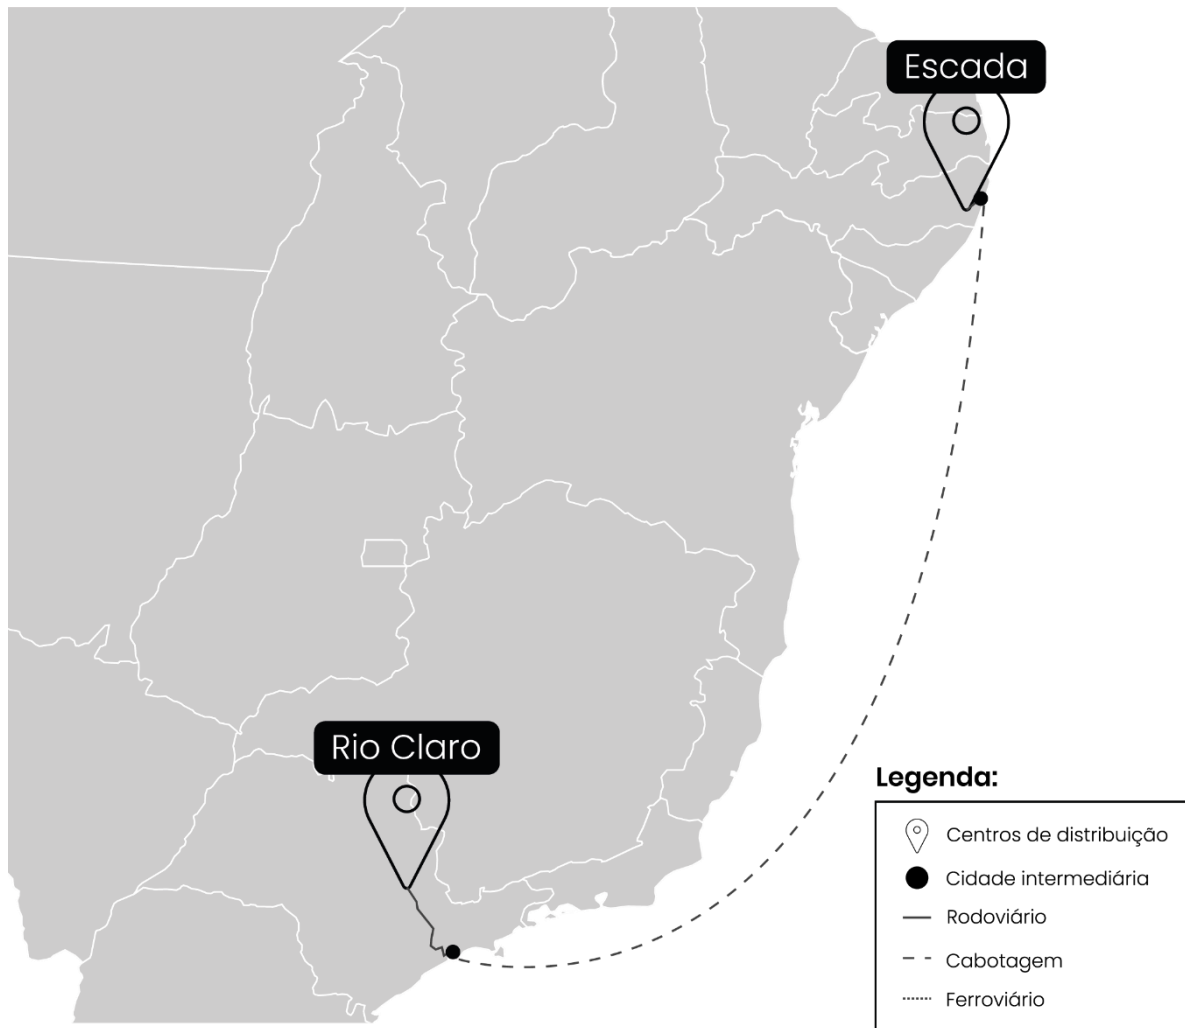 Escada
Rio Claro
Legenda:
Centros de distribuição
Cidade intermediária
Rodoviário
Cabotagem
Ferroviário